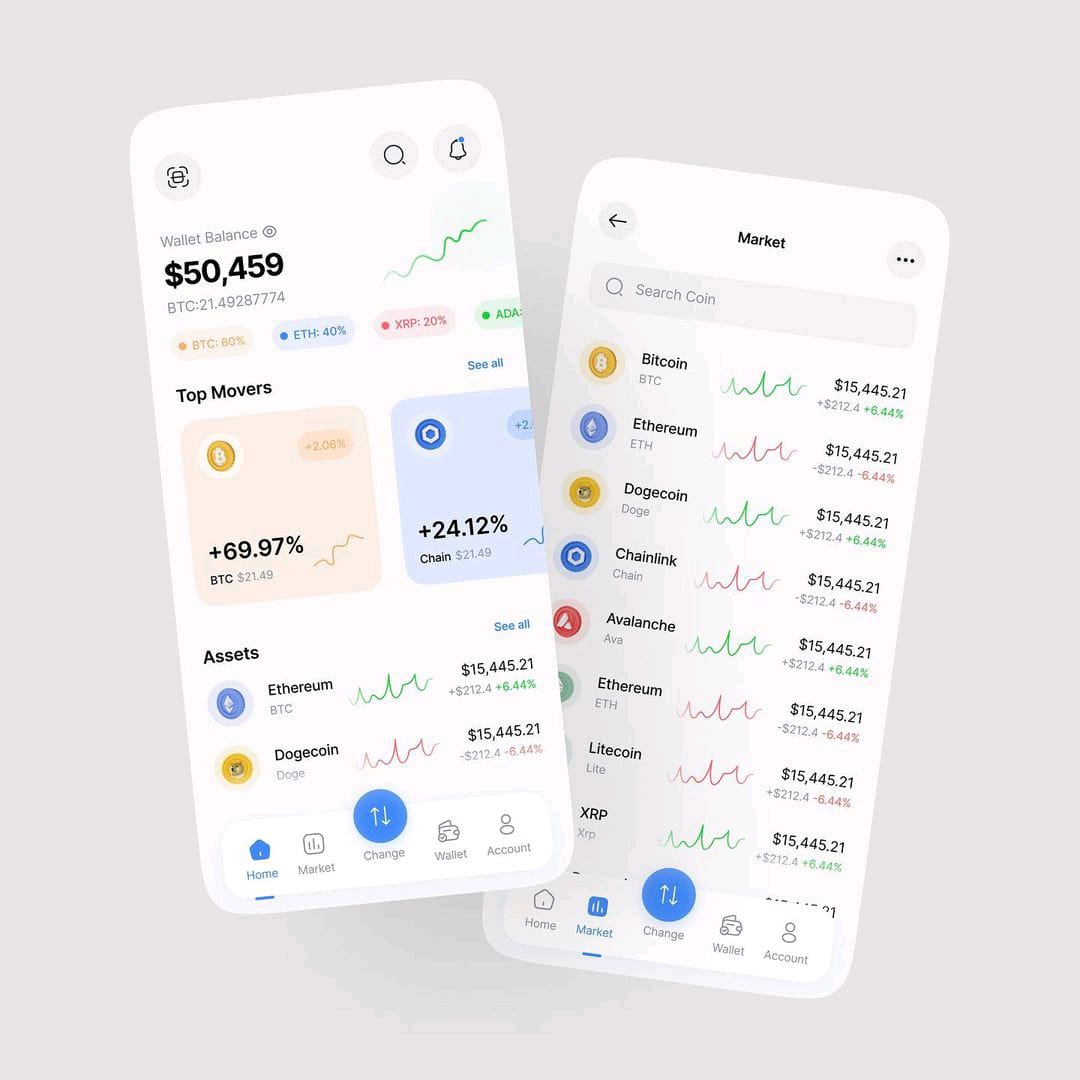 Wallet Balance
$50,459
BTC:21.49287774
BTC: 60%
ETH: 40%
XRP: 20%
ADA:
Top Movers
See all
+2.06%
+69.97%
BTC $21.49
+2.
+24.12%
Chain $21.49
Assets
See all
Ethereum
BTC
$15,445.21
+$212.4 +6.44%
Dogecoin
Doge
$15,445.21
-$212.4 -6.44%
Home
Market
Change
Wallet
Account
Market
Search Coin
Bitcoin
BTC
$15,445.21
+$212.4 +6.44%
Ethereum
ETH
$15,445.21
-$212.4 -6.44%
Dogecoin
Doge
$15,445.21
+$212.4 +6.44%
Chainlink
Chain
$15,445.21
-$212.4 -6.44%
Avalanche
Ava
$15,445.21
+$212.4 +6.44%
Ethereum
ETH
$15,445.21
-$212.4 -6.44%
Litecoin
Lite
$15,445.21
+$212.4 -6.44%
XRP
Xrp
$15,445.21
+$212.4 +6.44%
Home
Market
Change
Wallet
Account